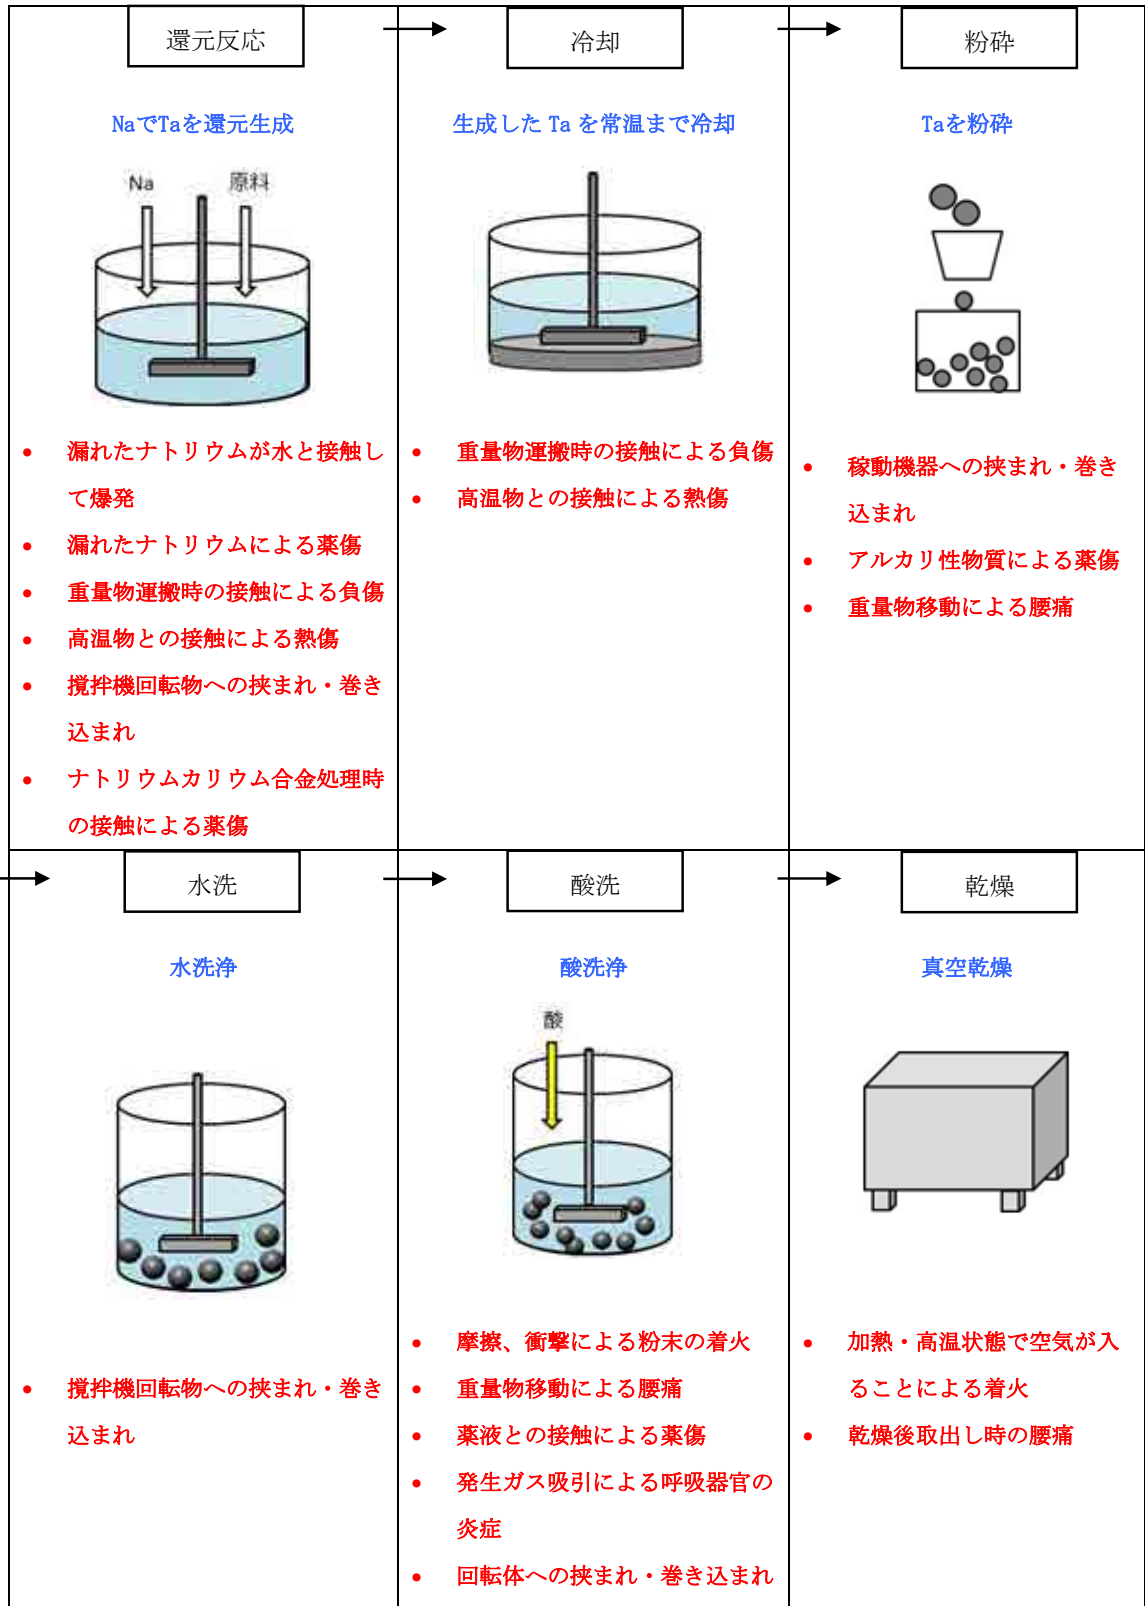 還元反応
NaでTaを還元生成
Na
原料
• 漏れたナトリウムが水と接触し
て爆発
• 漏れたナトリウムによる薬傷
• 重量物運搬時の接触による負傷
• 高温物との接触による熱傷
• 撹拌機回転物への挟まれ・巻き
込まれ
• ナトリウムカリウム合金処理時
の接触による薬傷
冷却
生成した Ta を常温まで冷却
• 重量物運搬時の接触による負傷
• 高温物との接触による熱傷
粉砕
Taを粉砕
• 稼動機器への挟まれ・巻き
込まれ
• アルカリ性物質による薬傷
• 重量物移動による腰痛
水洗
水洗浄
• 撹拌機回転物への挟まれ・巻き
込まれ
酸洗
酸洗浄
酸
• 摩擦、衝撃による粉末の着火
• 重量物移動による腰痛
• 薬液との接触による薬傷
• 発生ガス吸引による呼吸器官の
炎症
• 回転体への挟まれ・巻き込まれ
乾燥
真空乾燥
• 加熱・高温状態で空気が入
ることによる着火
• 乾燥後取出し時の腰痛